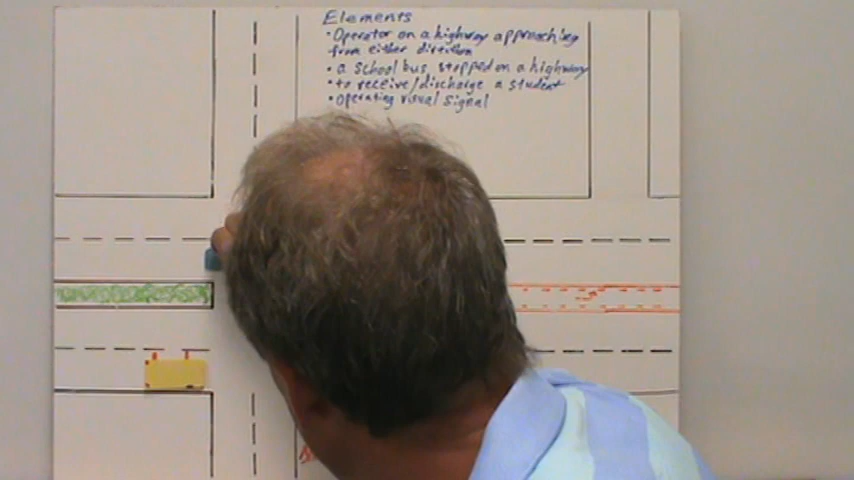 Elements
• Operator on a highway approaching
from either direction
• a School bus stopped on a highway
• to receive/discharge a student
• Operating visual signal